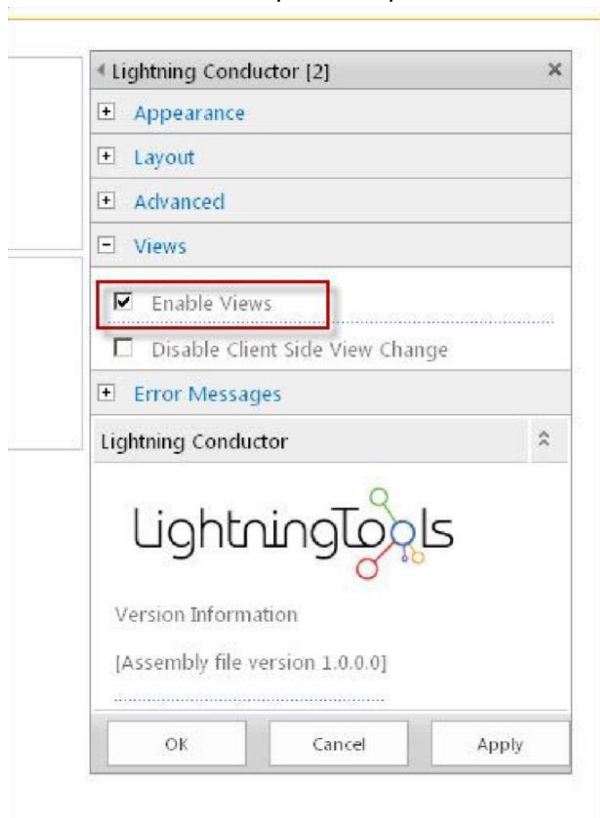 Lightning Conductor [2]
Appearance
Layout
Advanced
Views
Enable Views
Disable Client Side View Change
Error Messages
Lightning Conductor
LightningTools
Version Information
[Assembly file version 1.0.0.0]
OK Cancel Apply